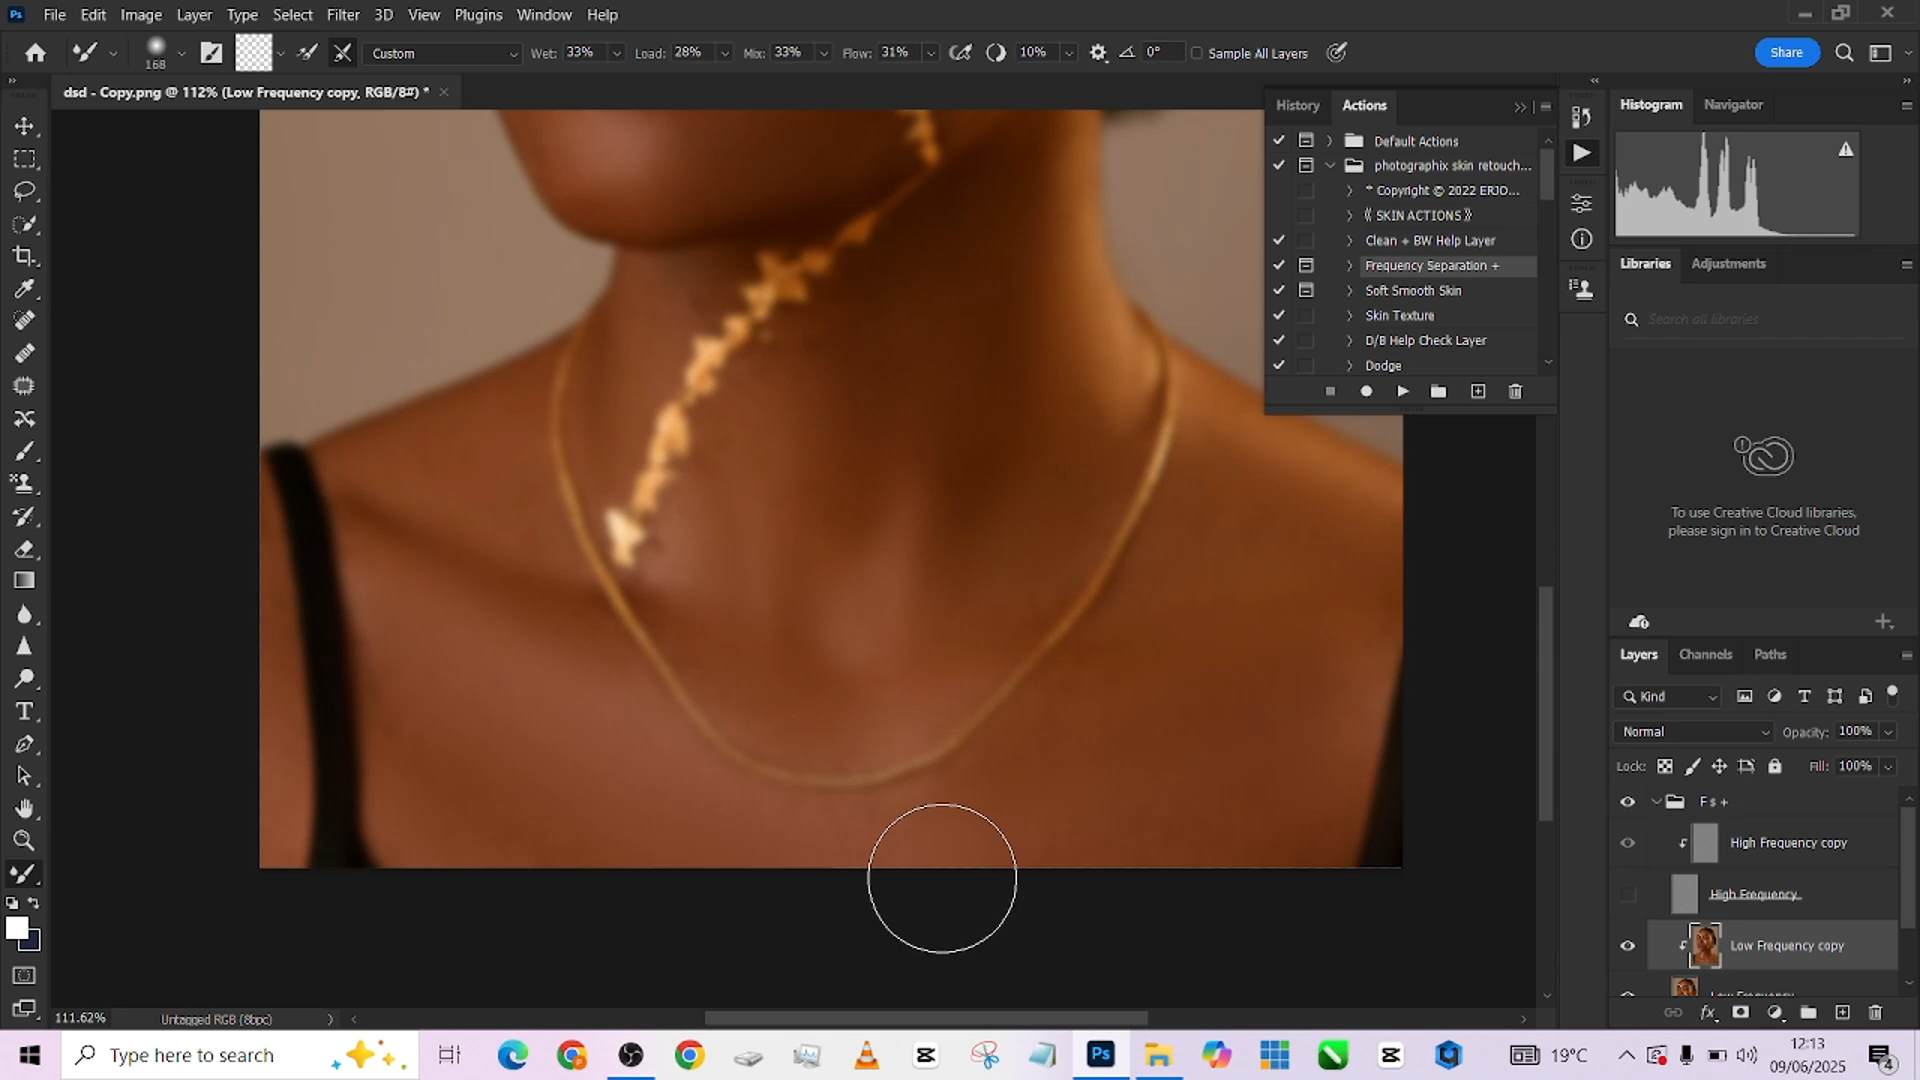 Ps File Edit Image Layer Type Select Filter 3D View Plugins Window Help
168 Custom Wet: 33% Load: 28% Mix: 33% Flow: 31% 10% 0° Sample All Layers Share
dsd - Copy.png @ 112% (Low Frequency copy, RGB/8#) *
History Actions
Default Actions
photographix skin retouch...
* Copyright © 2022 ERJO...
⟪ SKIN ACTIONS ⟫
Clean + BW Help Layer
Frequency Separation +
Soft Smooth Skin
Skin Texture
D/B Help Check Layer
Dodge
Histogram Navigator
Libraries Adjustments
Search all libraries
To use Creative Cloud libraries,
please sign in to Creative Cloud
Layers Channels Paths
Kind
Normal Opacity: 100%
Lock: Fill: 100%
F s +
High Frequency copy
High Frequency
Low Frequency copy
Low Frequency
111.62% Untagged RGB (8bpc)
Type here to search
Ps
19°C
12:13
09/06/2025
4